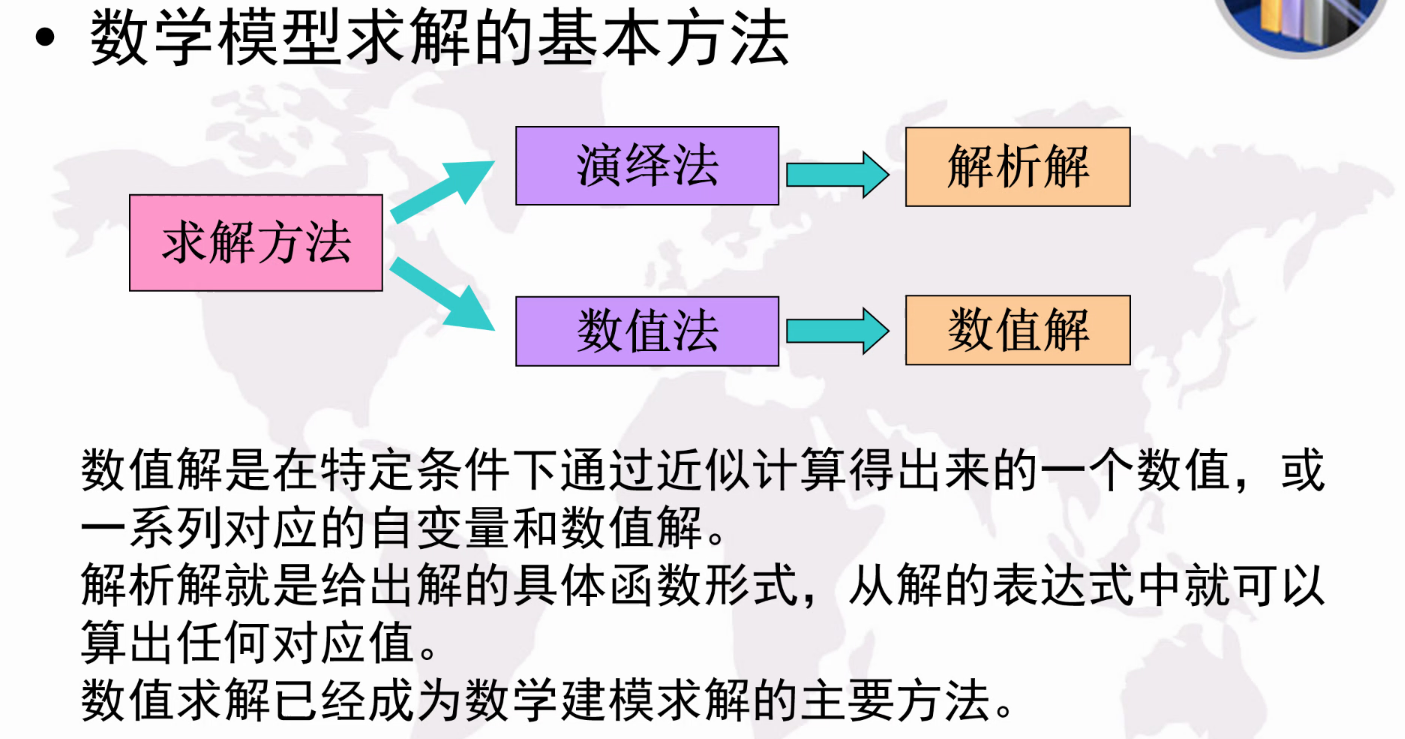 • 数学模型求解的基本方法
演绎法
解析解
求解方法
数值法
数值解
数值解是在特定条件下通过近似计算得出来的一个数值，或
一系列对应的自变量和数值解。
解析解就是给出解的具体函数形式，从解的表达式中就可以
算出任何对应值。
数值求解已经成为数学建模求解的主要方法。